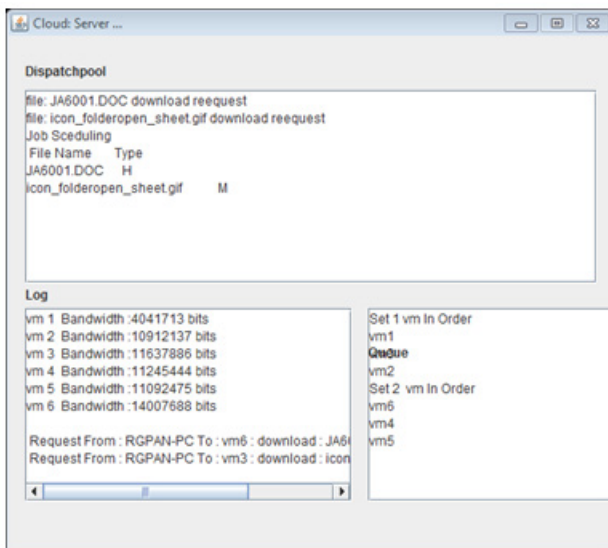 Cloud: Server ...
Dispatchpool
file: JA6001.DOC download reequest
file: icon_folderopen_sheet.gif download reequest
Job Sceduling
File Name Type
JA6001.DOC H
icon_folderopen_sheet.gif M
Log
vm 1 Bandwidth :4041713 bits
vm 2 Bandwidth :10912137 bits
vm 3 Bandwidth :11637886 bits
vm 4 Bandwidth :11245444 bits
vm 5 Bandwidth :11092475 bits
vm 6 Bandwidth :14007688 bits
Request From : RGPAN-PC To : vm6 : download : JA6
Request From : RGPAN-PC To : vm3 : download : icon
Set 1 vm In Order
vm1
Queue
vm2
Set 2 vm In Order
vm6
vm4
vm5